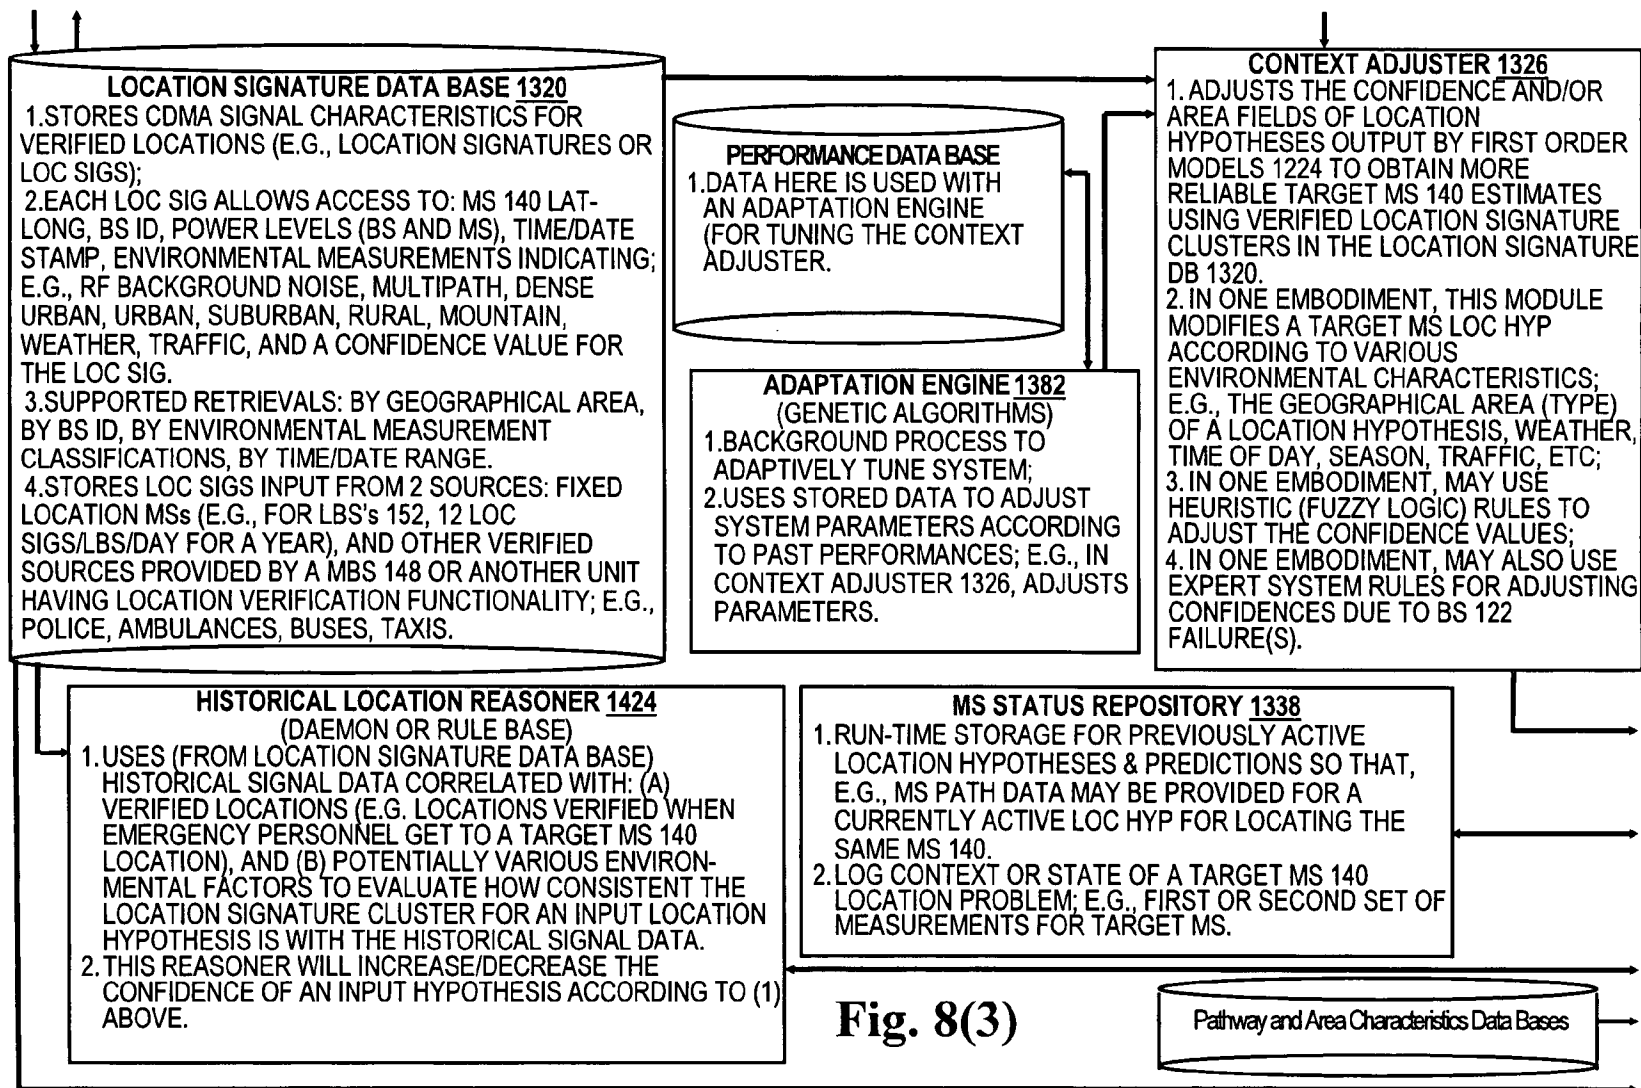 LOCATION SIGNATURE DATA BASE 1320
1.STORES CDMA SIGNAL CHARACTERISTICS FOR
VERIFIED LOCATIONS (E.G., LOCATION SIGNATURES OR
LOC SIGS);
2.EACH LOC SIG ALLOWS ACCESS TO: MS 140 LAT-
LONG, BS ID, POWER LEVELS (BS AND MS), TIME/DATE
STAMP, ENVIRONMENTAL MEASUREMENTS INDICATING;
E.G., RF BACKGROUND NOISE, MULTIPATH, DENSE
URBAN, URBAN, SUBURBAN, RURAL, MOUNTAIN,
WEATHER, TRAFFIC, AND A CONFIDENCE VALUE FOR
THE LOC SIG.
3.SUPPORTED RETRIEVALS: BY GEOGRAPHICAL AREA,
BY BS ID, BY ENVIRONMENTAL MEASUREMENT
CLASSIFICATIONS, BY TIME/DATE RANGE.
4.STORES LOC SIGS INPUT FROM 2 SOURCES: FIXED
LOCATION MSs (E.G., FOR LBS's 152, 12 LOC
SIGS/LBS/DAY FOR A YEAR), AND OTHER VERIFIED
SOURCES PROVIDED BY A MBS 148 OR ANOTHER UNIT
HAVING LOCATION VERIFICATION FUNCTIONALITY; E.G.,
POLICE, AMBULANCES, BUSES, TAXIS.
PERFORMANCE DATA BASE
1.DATA HERE IS USED WITH
AN ADAPTATION ENGINE
(FOR TUNING THE CONTEXT
ADJUSTER.
ADAPTATION ENGINE 1382
(GENETIC ALGORITHMS)
1.BACKGROUND PROCESS TO
ADAPTIVELY TUNE SYSTEM;
2.USES STORED DATA TO ADJUST
SYSTEM PARAMETERS ACCORDING
TO PAST PERFORMANCES; E.G., IN
CONTEXT ADJUSTER 1326, ADJUSTS
PARAMETERS.
CONTEXT ADJUSTER 1326
1. ADJUSTS THE CONFIDENCE AND/OR
AREA FIELDS OF LOCATION
HYPOTHESES OUTPUT BY FIRST ORDER
MODELS 1224 TO OBTAIN MORE
RELIABLE TARGET MS 140 ESTIMATES
USING VERIFIED LOCATION SIGNATURE
CLUSTERS IN THE LOCATION SIGNATURE
DB 1320.
2. IN ONE EMBODIMENT, THIS MODULE
MODIFIES A TARGET MS LOC HYP
ACCORDING TO VARIOUS
ENVIRONMENTAL CHARACTERISTICS;
E.G., THE GEOGRAPHICAL AREA (TYPE)
OF A LOCATION HYPOTHESIS, WEATHER,
TIME OF DAY, SEASON, TRAFFIC, ETC;
3. IN ONE EMBODIMENT, MAY USE
HEURISTIC (FUZZY LOGIC) RULES TO
ADJUST THE CONFIDENCE VALUES;
4. IN ONE EMBODIMENT, MAY ALSO USE
EXPERT SYSTEM RULES FOR ADJUSTING
CONFIDENCES DUE TO BS 122
FAILURE(S).
HISTORICAL LOCATION REASONER 1424
(DAEMON OR RULE BASE)
1.USES (FROM LOCATION SIGNATURE DATA BASE)
HISTORICAL SIGNAL DATA CORRELATED WITH: (A)
VERIFIED LOCATIONS (E.G. LOCATIONS VERIFIED WHEN
EMERGENCY PERSONNEL GET TO A TARGET MS 140
LOCATION), AND (B) POTENTIALLY VARIOUS ENVIRON-
MENTAL FACTORS TO EVALUATE HOW CONSISTENT THE
LOCATION SIGNATURE CLUSTER FOR AN INPUT LOCATION
HYPOTHESIS IS WITH THE HISTORICAL SIGNAL DATA.
2.THIS REASONER WILL INCREASE/DECREASE THE
CONFIDENCE OF AN INPUT HYPOTHESIS ACCORDING TO (1)
ABOVE.
MS STATUS REPOSITORY 1338
1.RUN-TIME STORAGE FOR PREVIOUSLY ACTIVE
LOCATION HYPOTHESES & PREDICTIONS SO THAT,
E.G., MS PATH DATA MAY BE PROVIDED FOR A
CURRENTLY ACTIVE LOC HYP FOR LOCATING THE
SAME MS 140.
2.LOG CONTEXT OR STATE OF A TARGET MS 140
LOCATION PROBLEM; E.G., FIRST OR SECOND SET OF
MEASUREMENTS FOR TARGET MS.
Fig. 8(3)
Pathway and Area Characteristics Data Bases